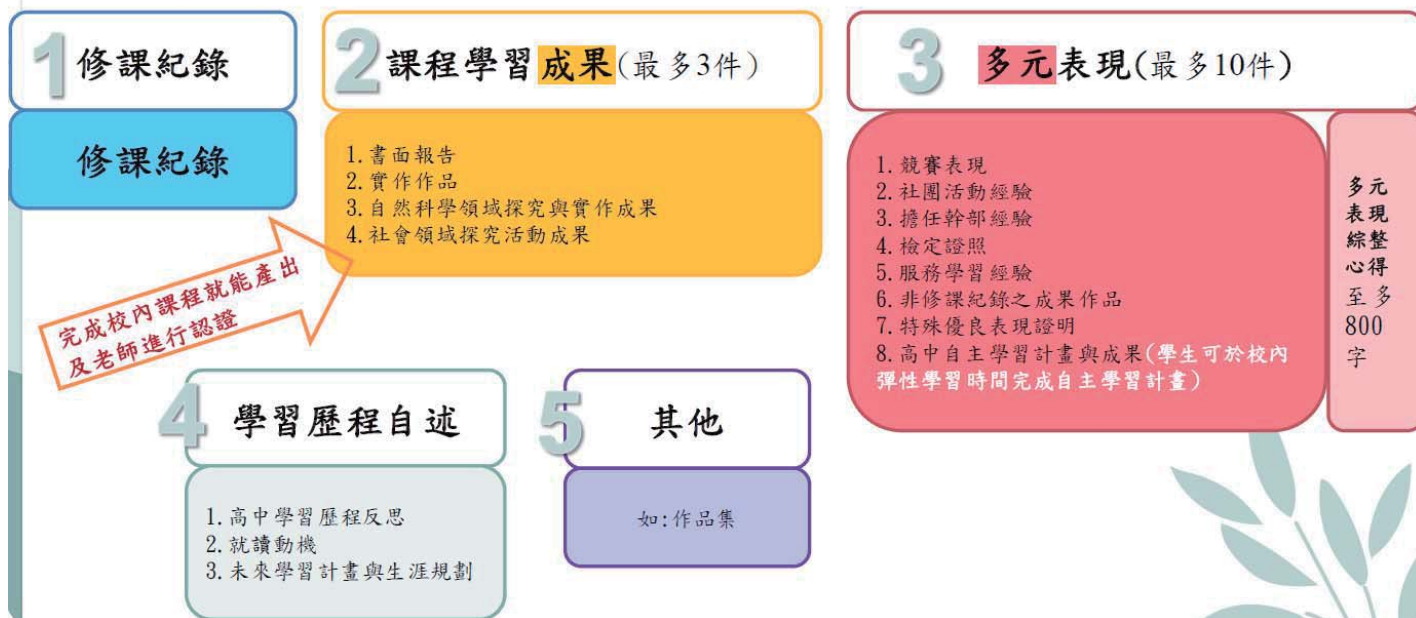 1 修課紀錄
修課紀錄
2 課程學習成果(最多3件)
1.書面報告
2.實作作品
3.自然科學領域探究與實作成果
4.社會領域探究活動成果
完成校內課程就能產出
及老師進行認證
3 多元表現(最多10件)
1.競賽表現
2.社團活動經驗
3.擔任幹部經驗
4.檢定證照
5.服務學習經驗
6.非修課紀錄之成果作品
7.特殊優良表現證明
8.高中自主學習計畫與成果(學生可於校內
彈性學習時間完成自主學習計畫)
多元
表現
綜整
心得
至多
800
字
4 學習歷程自述
1.高中學習歷程反思
2.就讀動機
3.未來學習計畫與生涯規劃
5 其他
如:作品集